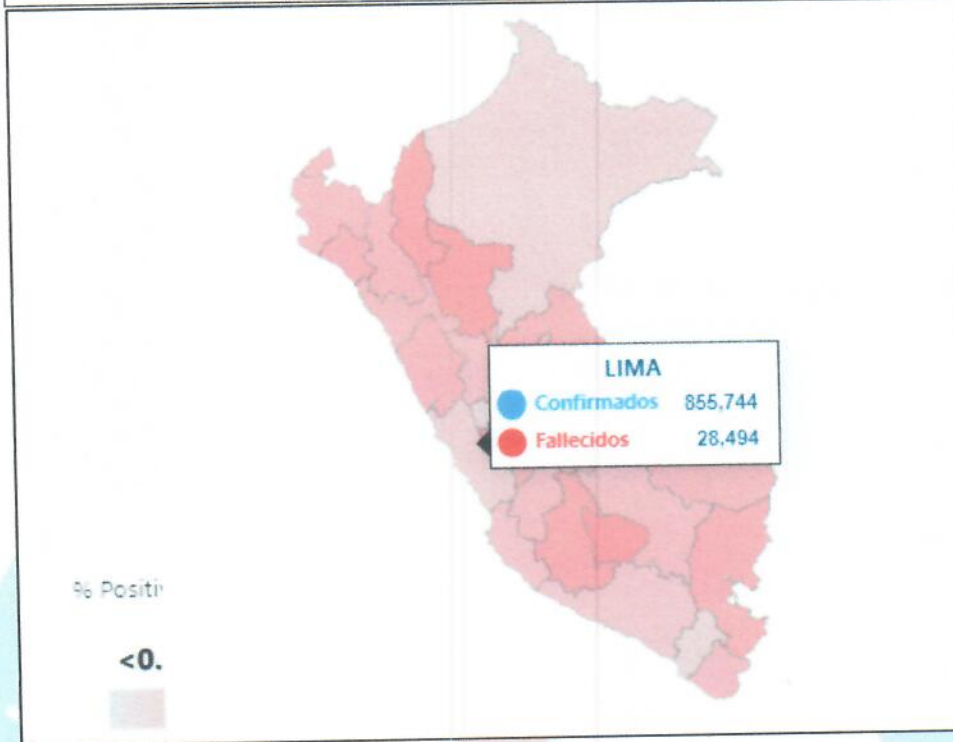 LIMA
Confirmados 855,744
Fallecidos 28,494
% Positi
<0.